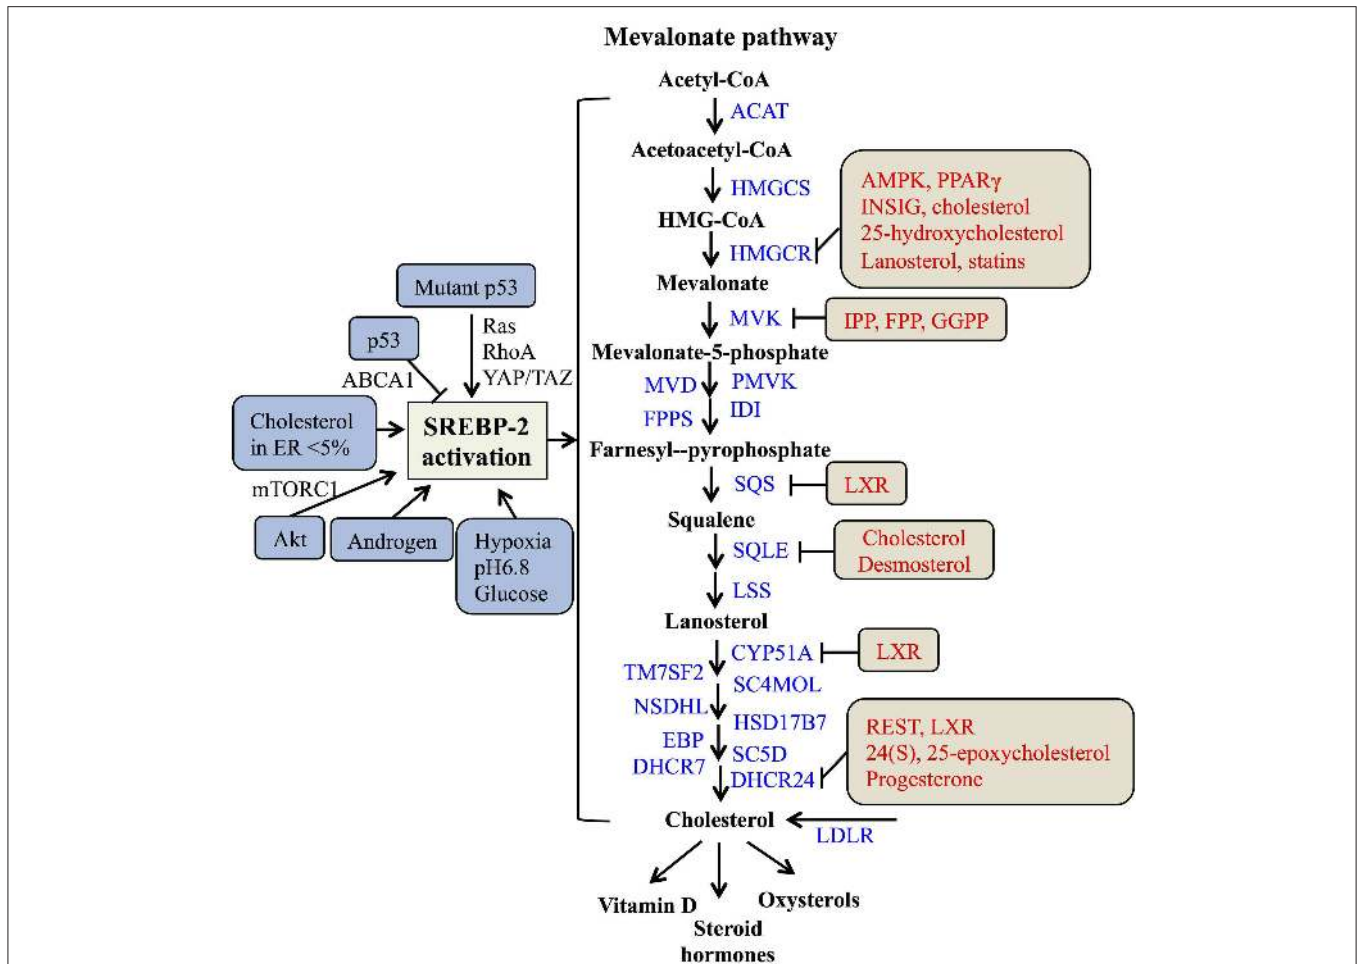 Mevalonate pathway
Acetyl-CoA
ACAT
Acetoacetyl-CoA
HMGCS
HMG-CoA
HMGCR
AMPK, PPARγ
INSIG, cholesterol
25-hydroxycholesterol
Lanosterol, statins
Mevalonate
MVK
IPP, FPP, GGPP
Mevalonate-5-phosphate
MVD
PMVK
FPPS
IDI
Farnesyl--pyrophosphate
SQS
LXR
Squalene
SQLE
Cholesterol
Desmosterol
LSS
Lanosterol
CYP51A
LXR
TM7SF2
SC4MOL
NSDHL
HSD17B7
EBP
SC5D
DHCR7
DHCR24
REST, LXR
24(S), 25-epoxycholesterol
Progesterone
Cholesterol
LDLR
Vitamin D
Steroid
hormones
Oxysterols
Mutant p53
Ras
RhoA
YAP/TAZ
p53
ABCA1
Cholesterol
in ER <5%
SREBP-2
activation
mTORC1
Akt
Androgen
Hypoxia
pH6.8
Glucose